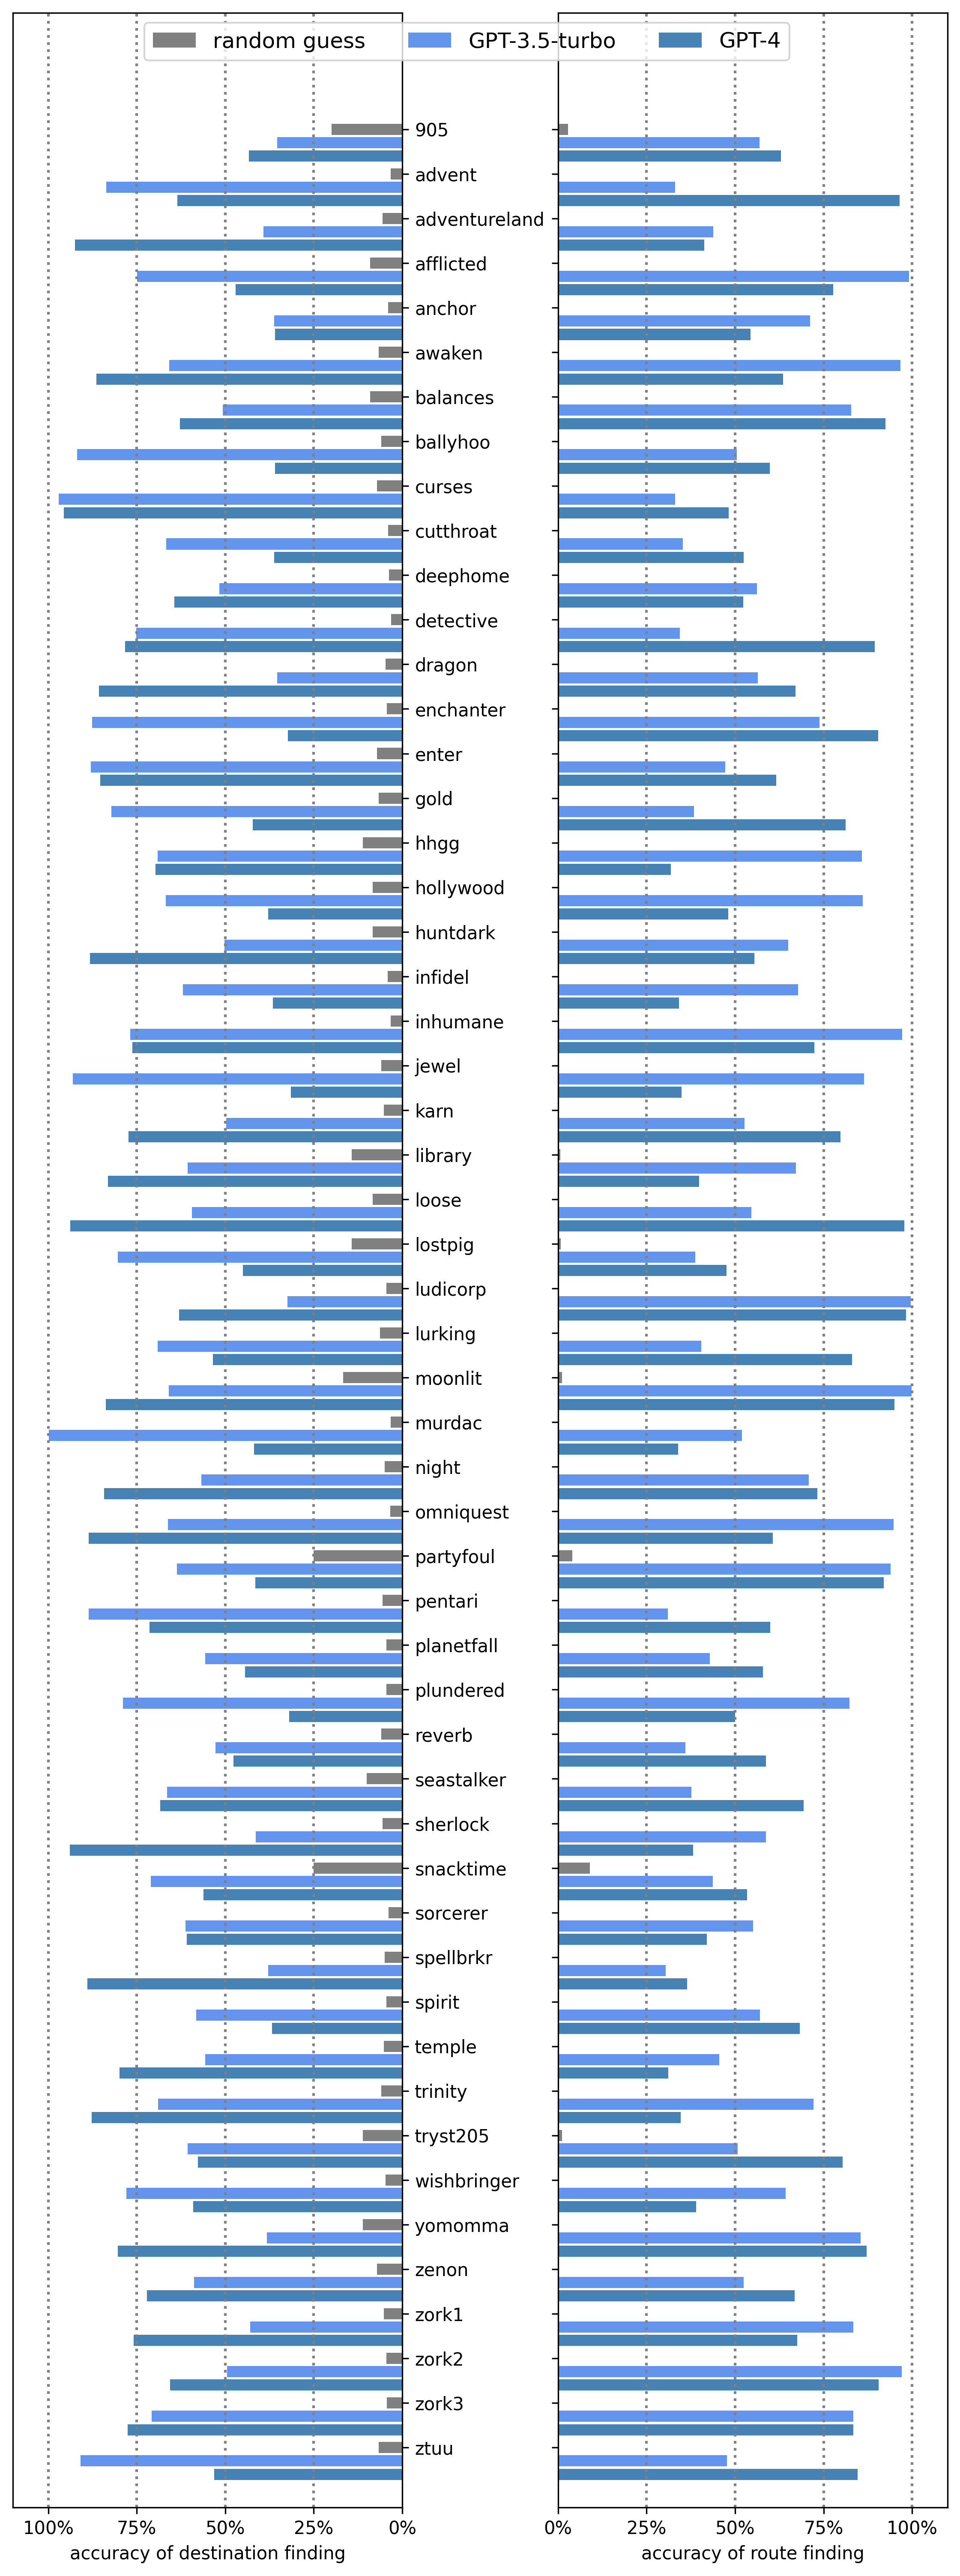 random guess GPT-3.5-turbo GPT-4
905
advent
adventureland
afflicted
anchor
awaken
balances
ballyhoo
curses
cutthroat
deephome
detective
dragon
enchanter
enter
gold
hhgg
hollywood
huntdark
infidel
inhumane
jewel
karn
library
loose
lostpig
ludicorp
lurking
moonlit
murdac
night
omniquest
partyfoul
pentari
planetfall
plundered
reverb
seastalker
sherlock
snacktime
sorcerer
spellbrkr
spirit
temple
trinity
tryst205
wishbringer
yomomma
zenon
zork1
zork2
zork3
ztuu
100% 75% 50% 25% 0% 0% 25% 50% 75% 100%
accuracy of destination finding accuracy of route finding